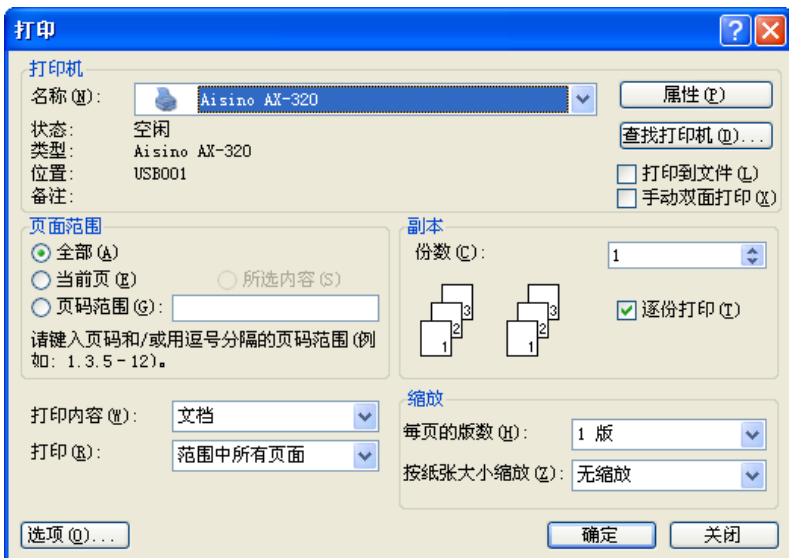 打印
打印机
名称(N): Aisino AX-320 属性(P)
状态: 空闲 查找打印机(D)...
类型: Aisino AX-320
位置: USB001 打印到文件(L)
备注: 手动双面打印(X)
页面范围
全部(A)
当前页(E) 所选内容(S)
页码范围(G):
请键入页码和/或用逗号分隔的页码范围(例
如: 1.3.5-12)。
副本
份数(C): 1
3 3
2 2
1 1
逐份打印(T)
打印内容(W): 文档
打印(R): 范围中所有页面
缩放
每页的版数(H): 1 版
按纸张大小缩放(Z): 无缩放
选项(O)... 确定 关闭